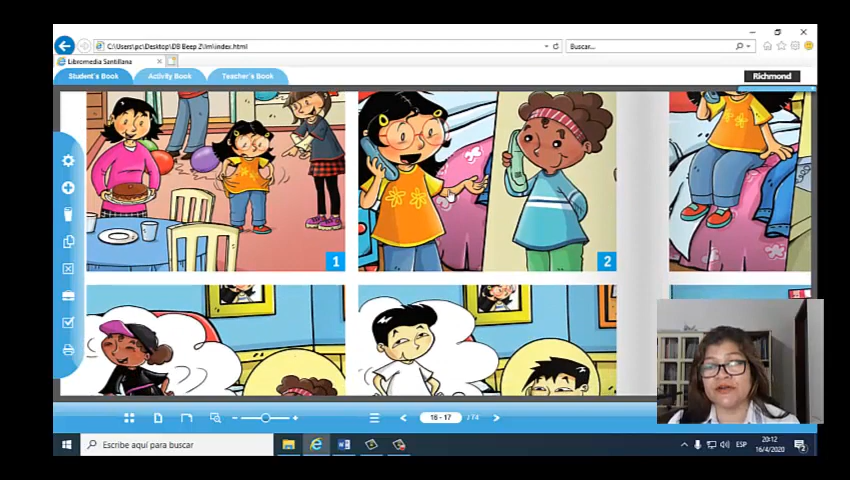 C:\Users\pc\Desktop\DB Beep 2\lm\index.html
Buscar...
Libromedia Santillana
Student's Book
Activity Book
Teacher's Book
Richmond
1
2
16 - 17
Escribe aquí para buscar
ESP
20:12
16/4/2020